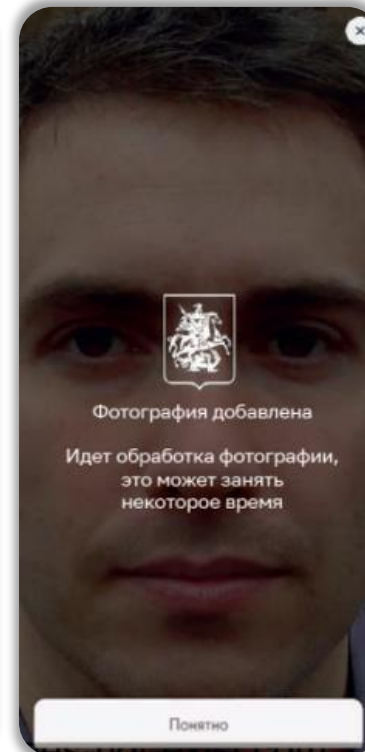 Фотография добавлена
Идет обработка фотографии,
это может занять
некоторое время
Понятно